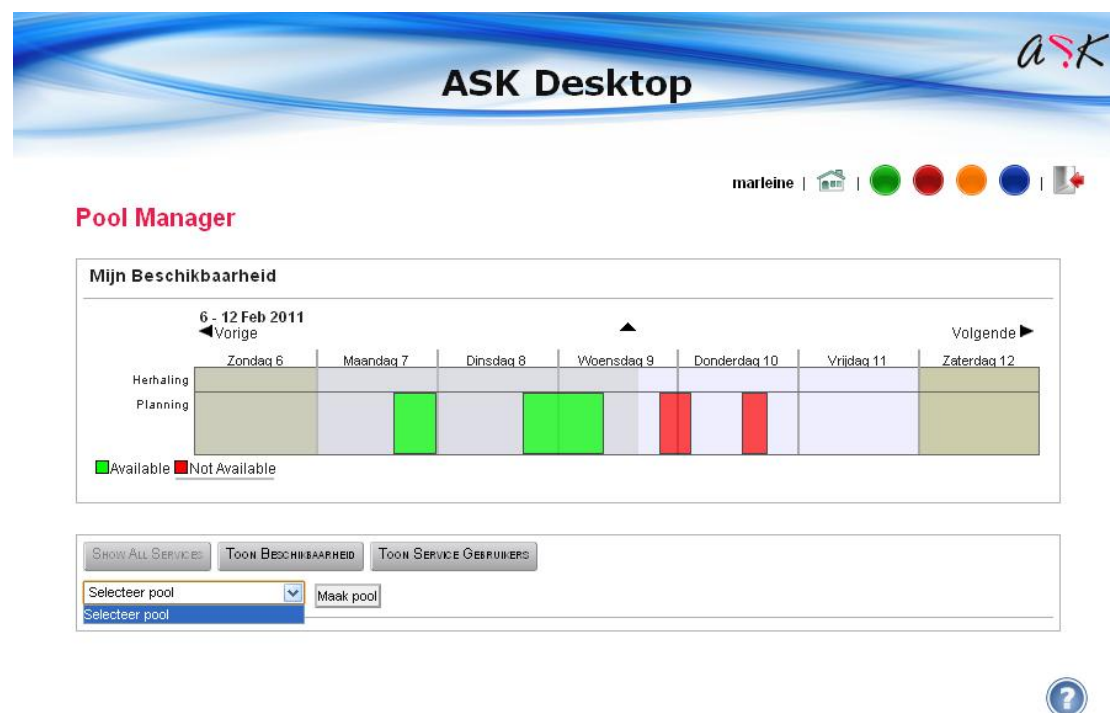 ASK
ASK Desktop
marleine | | |
Pool Manager
Mijn Beschikbaarheid
6 - 12 Feb 2011
Vorige
Volgende
Zondag 6 Maandag 7 Dinsdag 8 Woensdag 9 Donderdag 10 Vrijdag 11 Zaterdag 12
Herhaling
Planning
Available Not Available
Show All Services Toon Beschikbaarheid Toon Service Gebruikers
Selecteer pool Maak pool
Selecteer pool
?